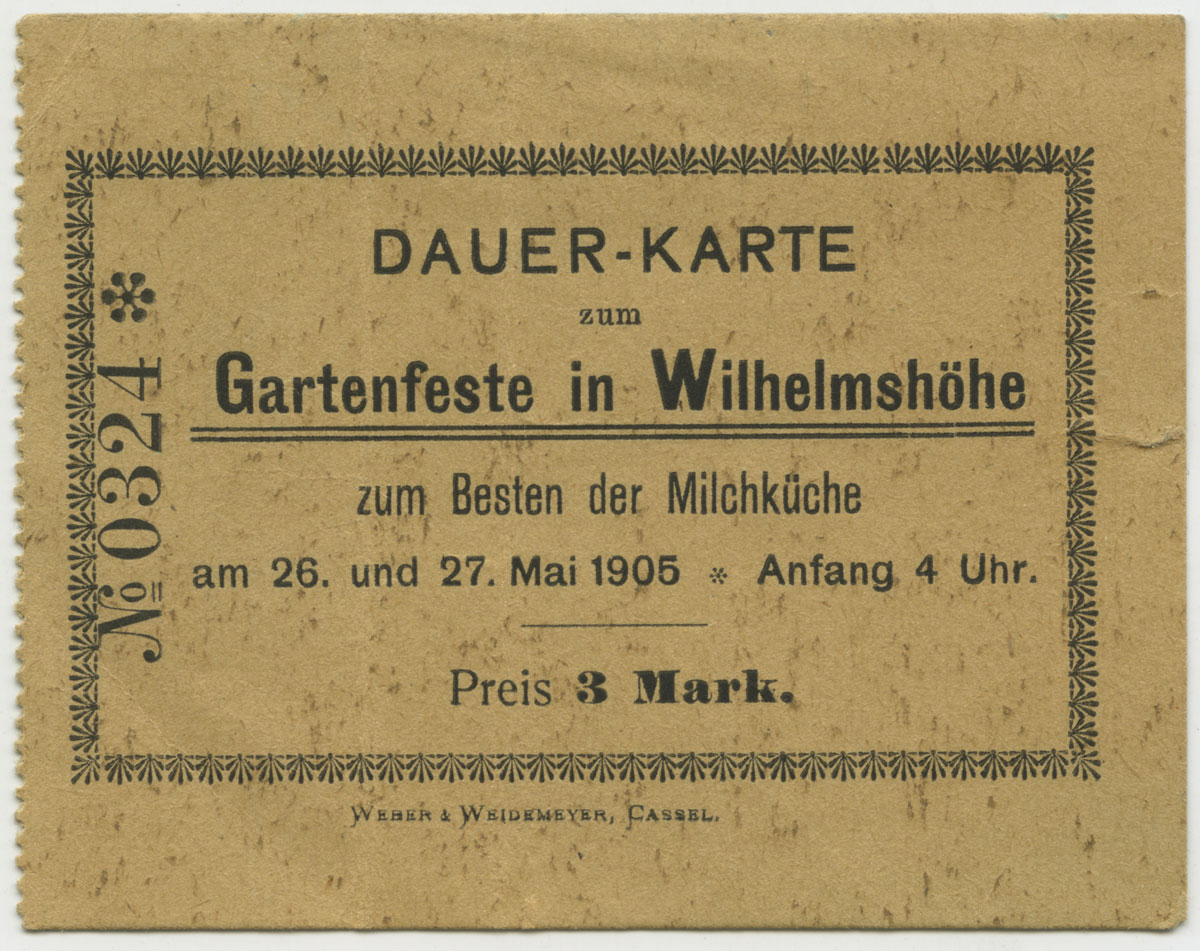 DAUER-KARTE
zum
Gartenfeste in Wilhelmshöhe
zum Besten der Milchküche
am 26. und 27. Mai 1905 * Anfang 4 Uhr.
Preis 3 Mark.
№ 0324 *
WEBER & WEIDEMEYER, CASSEL.